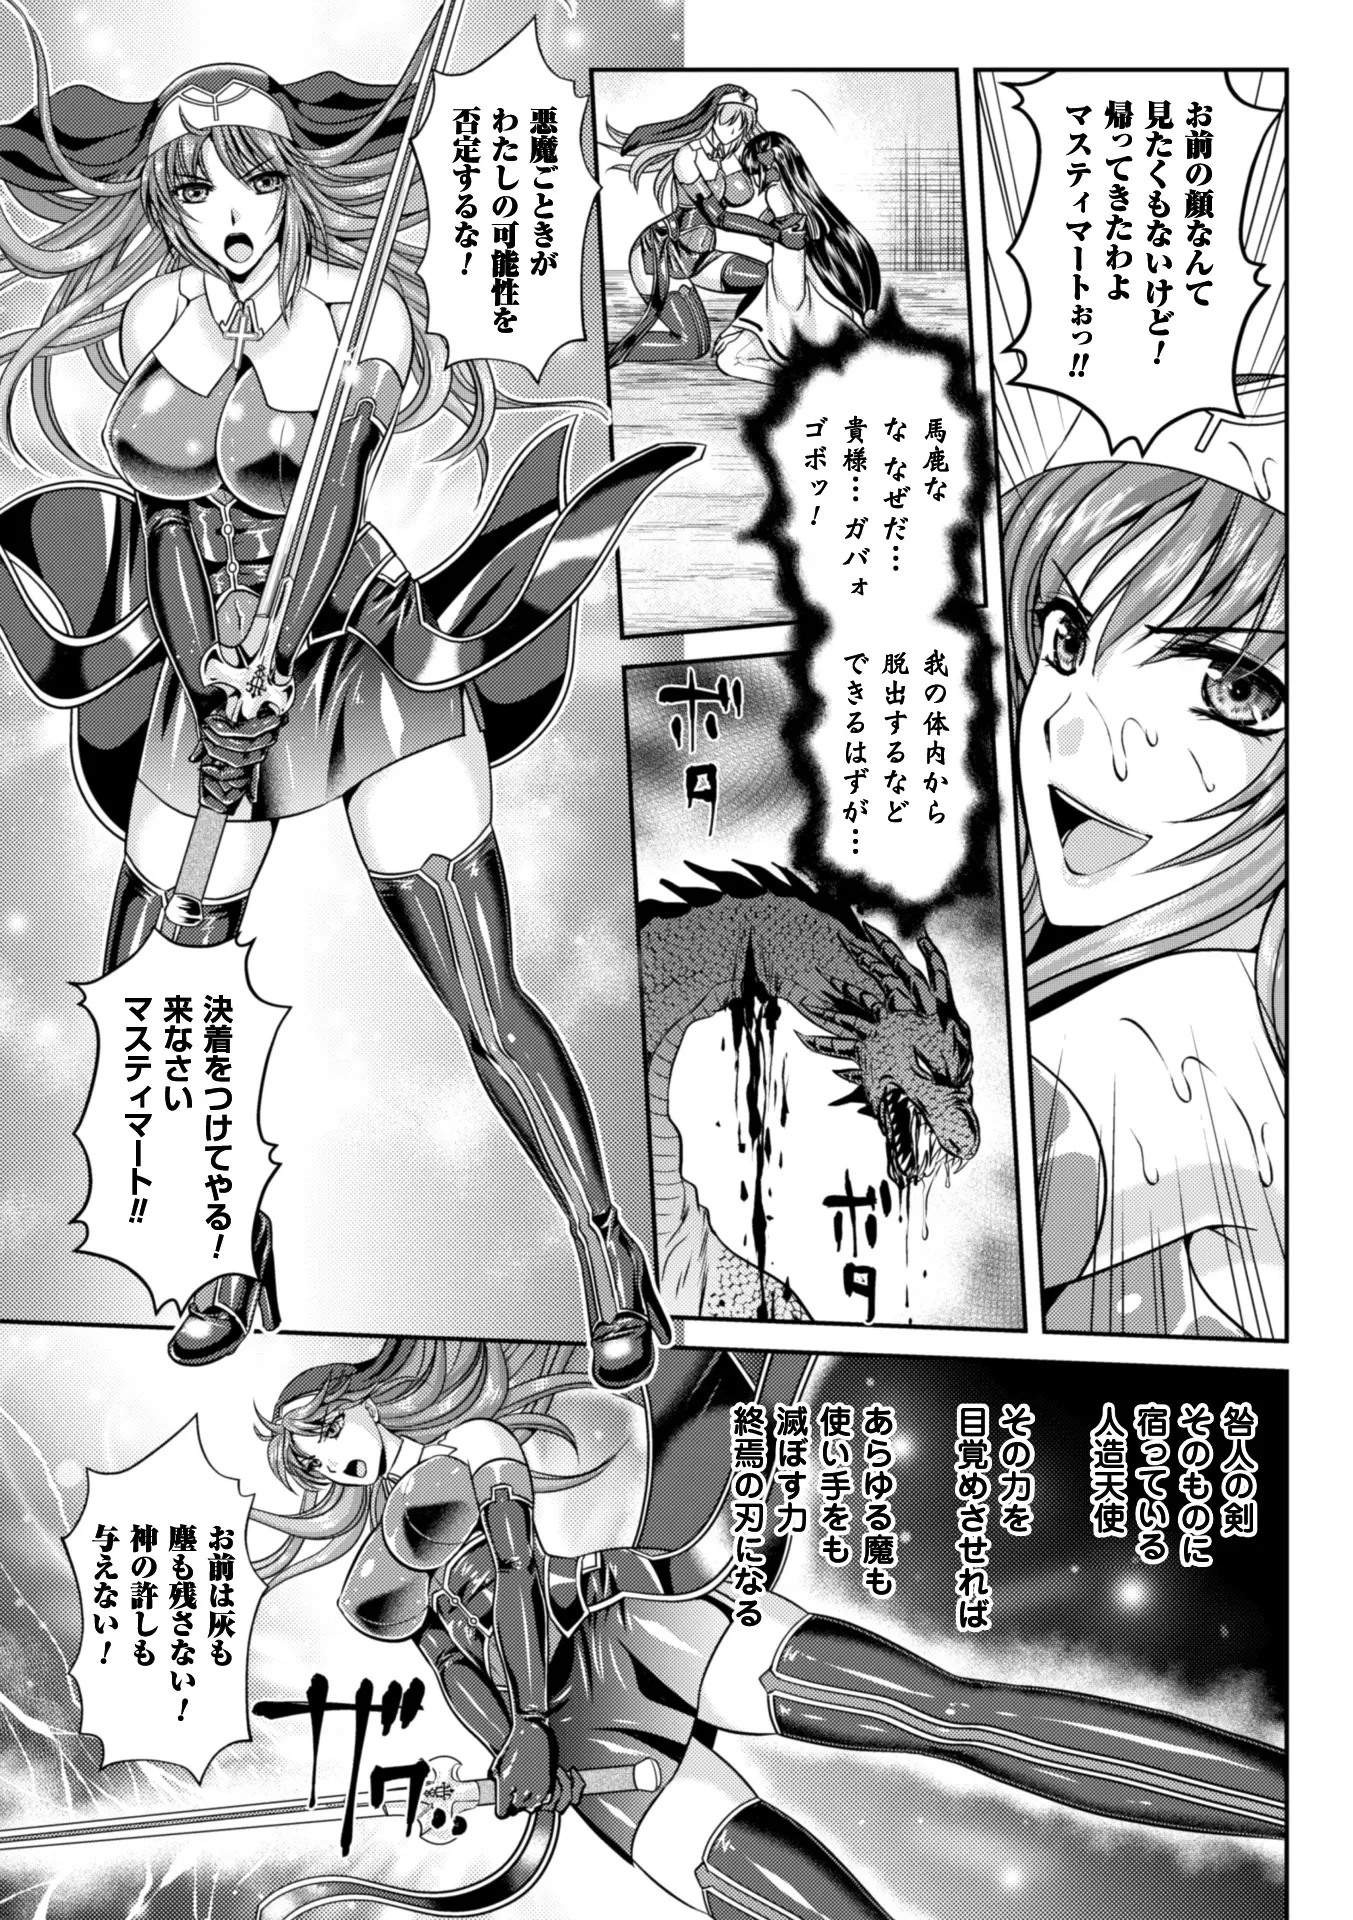 お前の顔なんて
見たくもないけど！
帰ってきたわよ
マスティマートぉっ!!
馬鹿な
な なぜだ…
貴様… ガバォ
ゴボッ！
我の体内から
脱出するなど
できるはずが…
ボタ
ボタ
悪魔ごときが
わたしの可能性を
否定するな！
決着をつけてやる！
来なさい
マスティマート!!
咎人の剣
そのものに
宿っている
人造天使
その力を
目覚めさせれば
あらゆる魔も
使い手をも
滅ぼす力
終焉の刃になる
お前は灰も
塵も残さない！
神の許しも
与えない！
ガッ